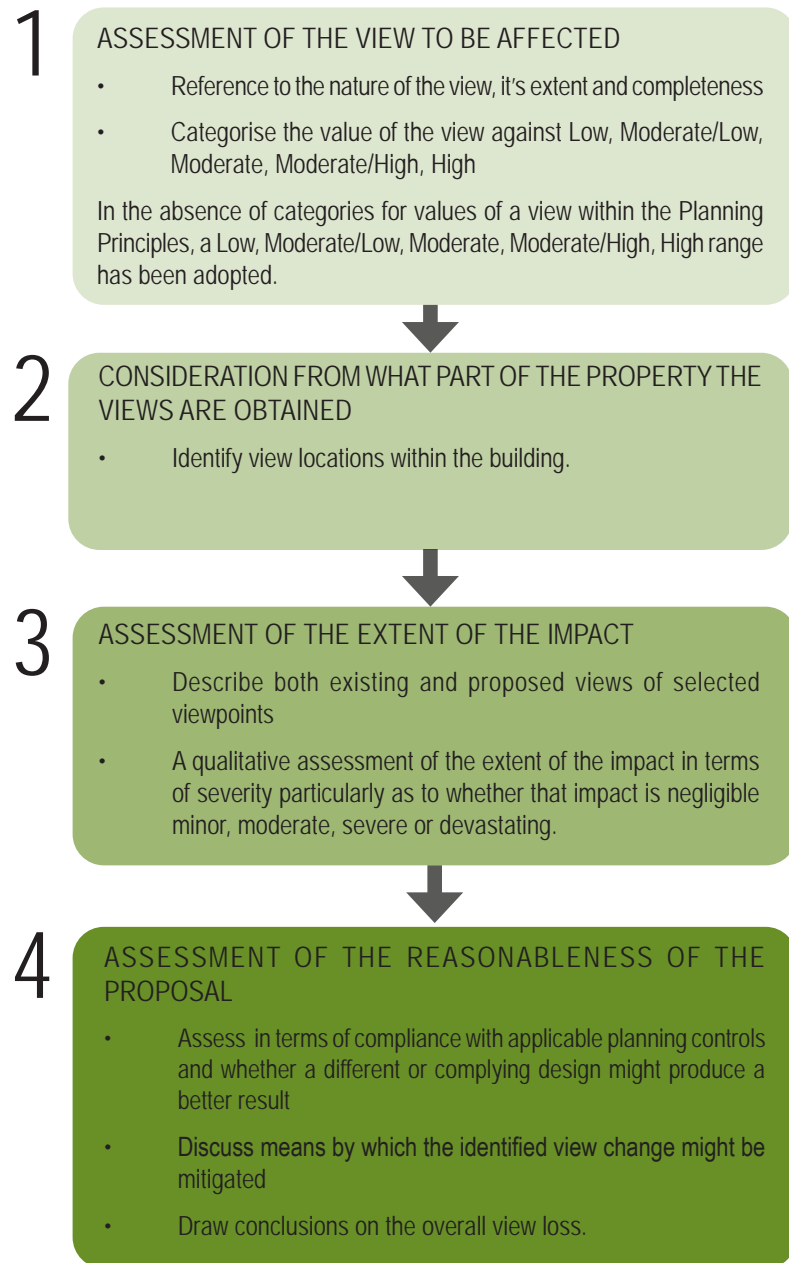 1
ASSESSMENT OF THE VIEW TO BE AFFECTED
• Reference to the nature of the view, it's extent and completeness
• Categorise the value of the view against Low, Moderate/Low,
Moderate, Moderate/High, High
In the absence of categories for values of a view within the Planning
Principles, a Low, Moderate/Low, Moderate, Moderate/High, High range
has been adopted.
2
CONSIDERATION FROM WHAT PART OF THE PROPERTY THE
VIEWS ARE OBTAINED
• Identify view locations within the building.
3
ASSESSMENT OF THE EXTENT OF THE IMPACT
• Describe both existing and proposed views of selected
viewpoints
• A qualitative assessment of the extent of the impact in terms
of severity particularly as to whether that impact is negligible
minor, moderate, severe or devastating.
4
ASSESSMENT OF THE REASONABLENESS OF THE
PROPOSAL
• Assess in terms of compliance with applicable planning controls
and whether a different or complying design might produce a
better result
• Discuss means by which the identified view change might be
mitigated
• Draw conclusions on the overall view loss.